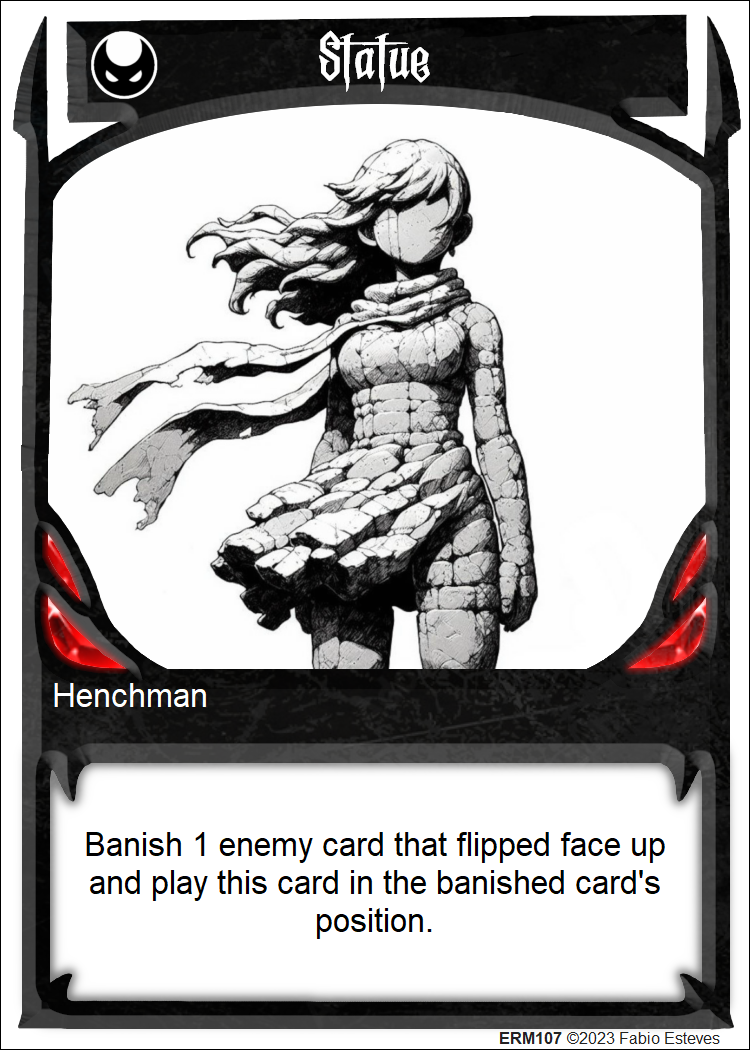 Statue
Henchman
Banish 1 enemy card that flipped face up
and play this card in the banished card's
position.
ERM107 ©2023 Fabio Esteves